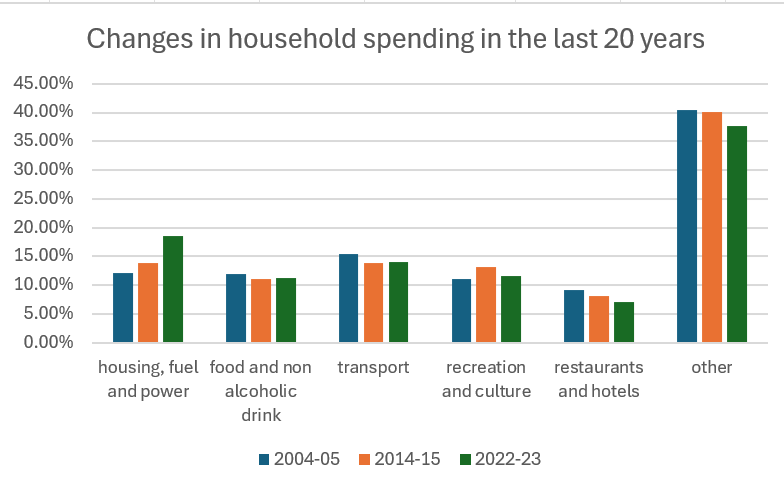 Changes in household spending in the last 20 years
45.00%
40.00%
35.00%
30.00%
25.00%
20.00%
15.00%
10.00%
5.00%
0.00%
housing, fuel and power
food and non alcoholic drink
transport
recreation and culture
restaurants and hotels
other
2004-05
2014-15
2022-23